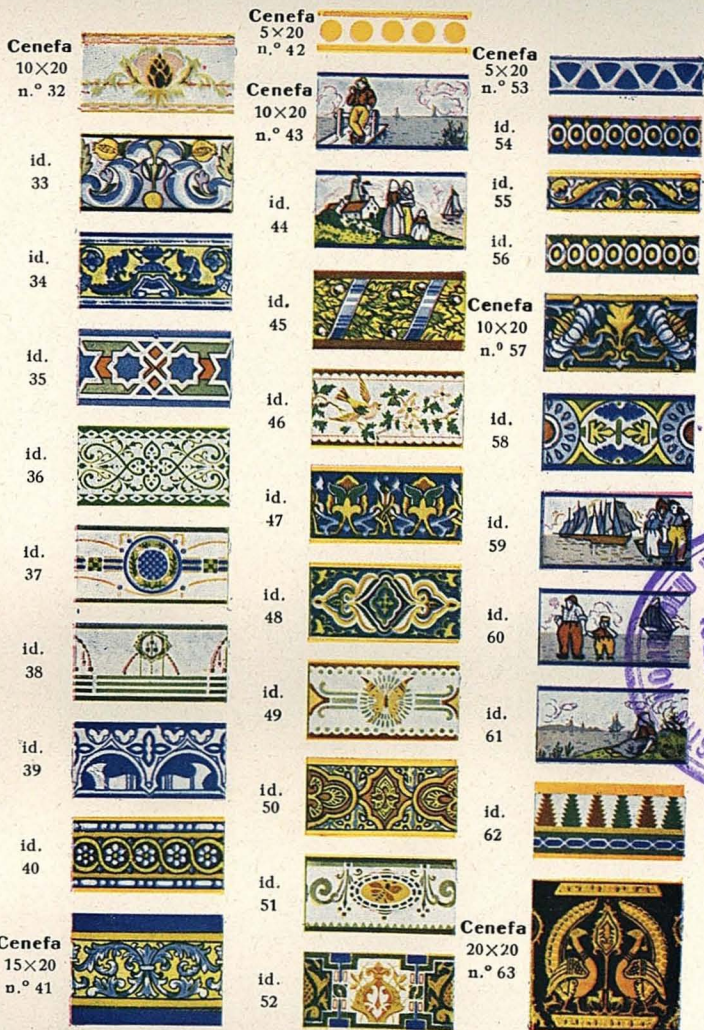 Cenefa
10×20
n.º 32
id.
33
id.
34
id.
35
id.
36
id.
37
id.
38
id.
39
id.
40
Cenefa
15×20
n.º 41
Cenefa
5×20
n.º 42
Cenefa
10×20
n.º 43
id.
44
id.
45
id.
46
id.
47
id.
48
id.
49
id.
50
id.
51
id.
52
Cenefa
5×20
n.º 53
id.
54
id.
55
id.
56
Cenefa
10×20
n.º 57
id.
58
id.
59
id.
60
id.
61
id.
62
Cenefa
20×20
n.º 63